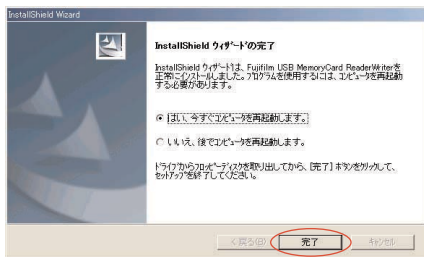 InstallShield Wizard
InstallShield ウィザードの完了
InstallShield ウィザードは、Fujifilm USB MemoryCard ReaderWriterを
正常にインストールしました。プログラムを使用するには、コンピュータを再起動
する必要があります。
はい、今すぐコンピュータを再起動します。
いいえ、後でコンピュータを再起動します。
ドライブからフロッピーディスクを取り出してから、[完了] ボタンをクリックして、
セットアップを終了してください。
< 戻る(B)
完了
キャンセル